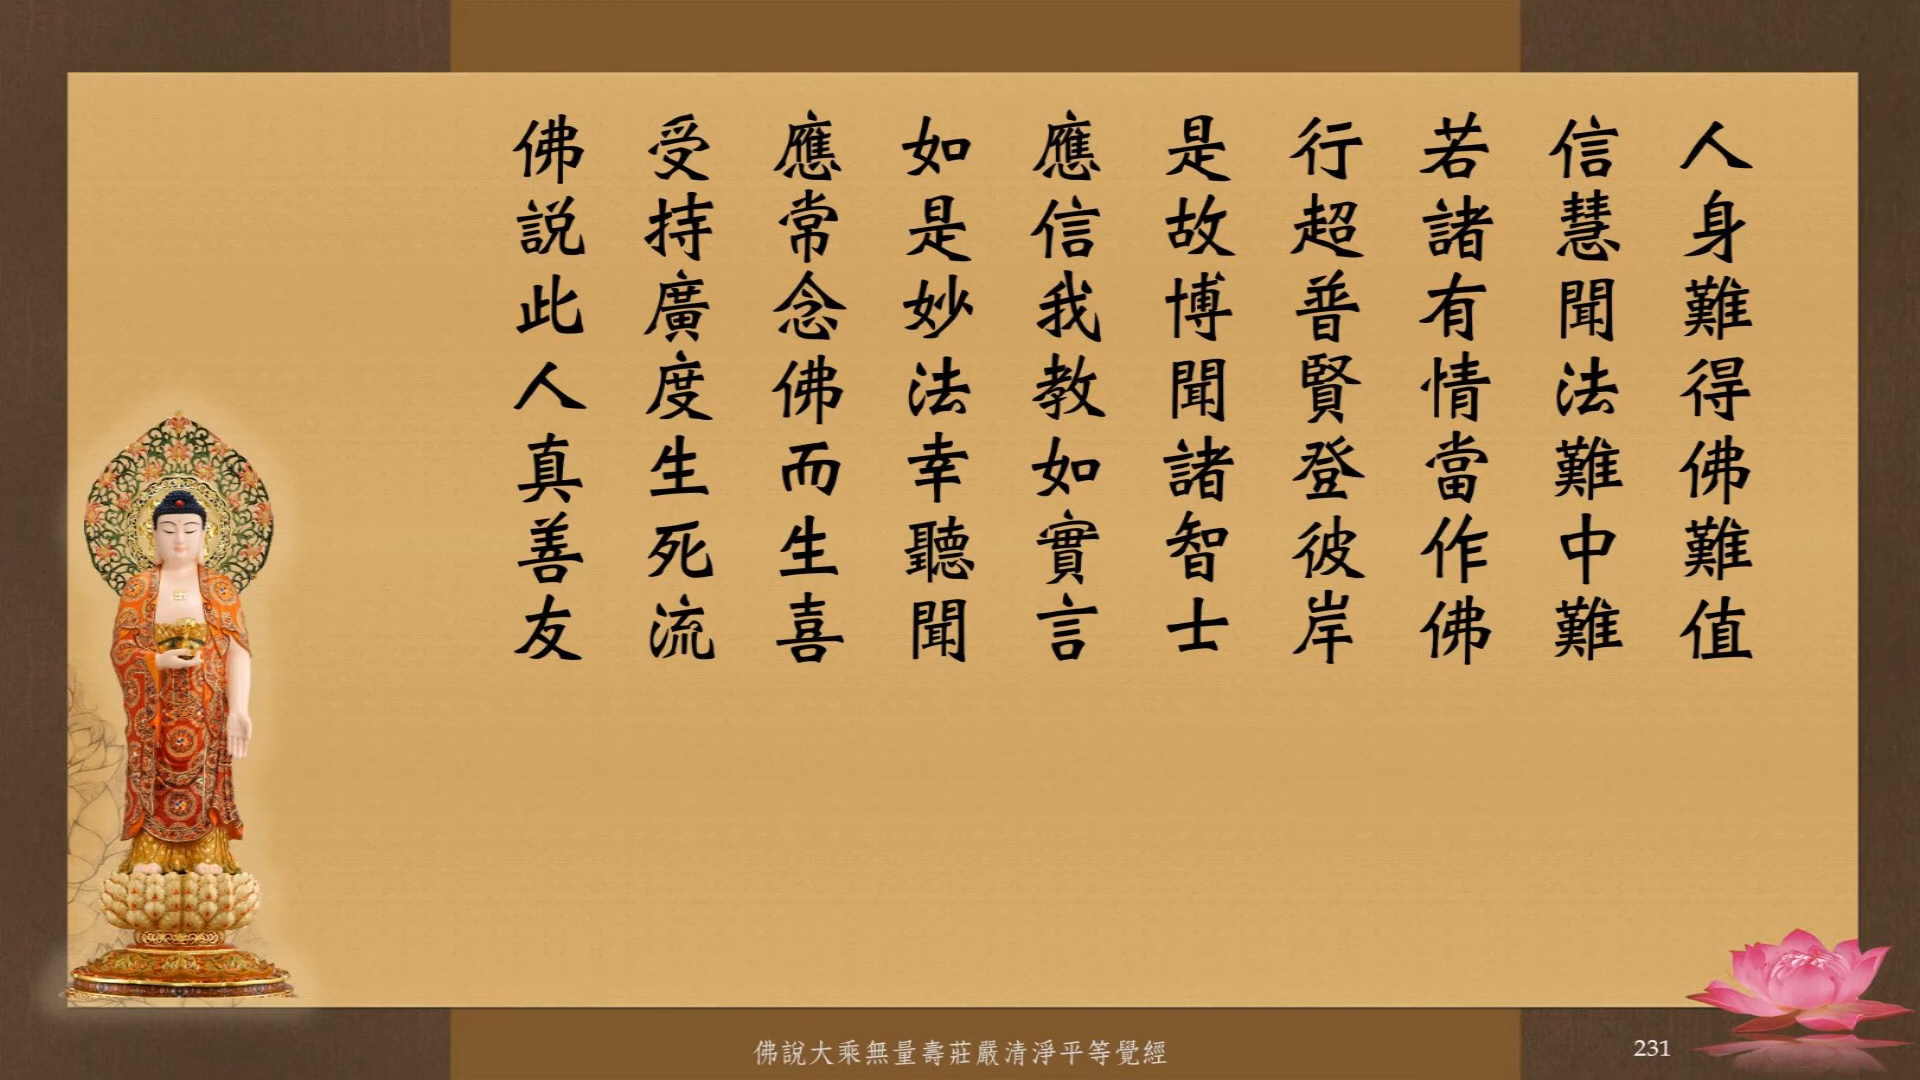 人身難得佛難值
信慧聞法難中難
若諸有情當作佛
行超普賢登彼岸
是故博聞諸智士
應信我教如實言
如是妙法幸聽聞
應常念佛而生喜
受持廣度生死流
佛說此人真善友
佛說大乘無量壽莊嚴清淨平等覺經
231